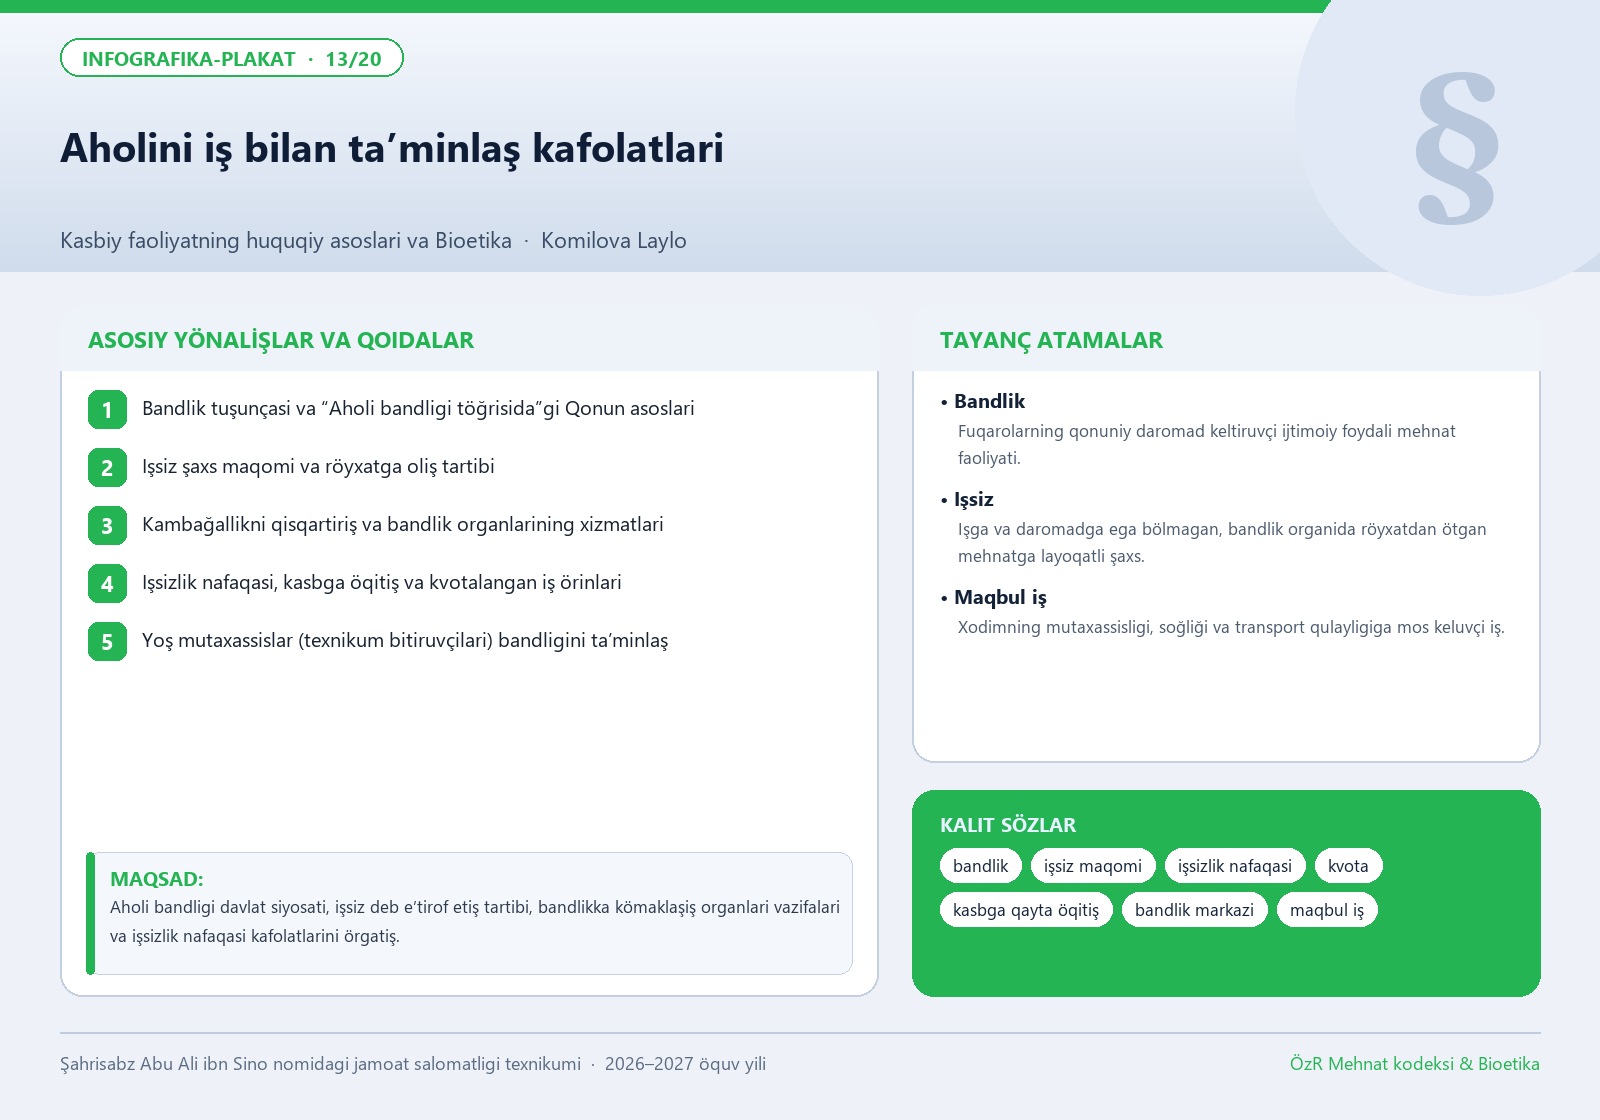 INFOGRAFIKA-PLAKAT · 13/20
§
Aholini iş bilan ta’minlaş kafolatlari
Kasbiy faoliyatning huquqiy asoslari va Bioetika · Komilova Laylo
ASOSIY YÖNALİŞLAR VA QOIDALAR
1 Bandlik tuşunçasi va “Aholi bandligi töğrisida”gi Qonun asoslari
2 Işsiz şaxs maqomi va röyxatga oliş tartibi
3 Kambağallikni qisqartiriş va bandlik organlarining xizmatlari
4 Işsizlik nafaqasi, kasbga öqitiş va kvotalangan iş örinlari
5 Yoş mutaxassislar (texnikum bitiruvçilari) bandligini ta’minlaş
MAQSAD:
Aholi bandligi davlat siyosati, işsiz deb e’tirof etiş tartibi, bandlikka kömaklaşiş organlari vazifalari
va işsizlik nafaqasi kafolatlarini örgatiş.
TAYANÇ ATAMALAR
• Bandlik
Fuqarolarning qonuniy daromad keltiruvçi ijtimoiy foydali mehnat
faoliyati.
• Işsiz
Işga va daromadga ega bölmagan, bandlik organida röyxatdan ötgan
mehnatga layoqatli şaxs.
• Maqbul iş
Xodimning mutaxassisligi, soğliği va transport qulayligiga mos keluvçi iş.
KALIT SÖZLAR
bandlik işsiz maqomi işsizlik nafaqasi kvota
kasbga qayta öqitiş bandlik markazi maqbul iş
Şahrisabz Abu Ali ibn Sino nomidagi jamoat salomatligi texnikumi · 2026–2027 öquv yili
ÖzR Mehnat kodeksi & Bioetika